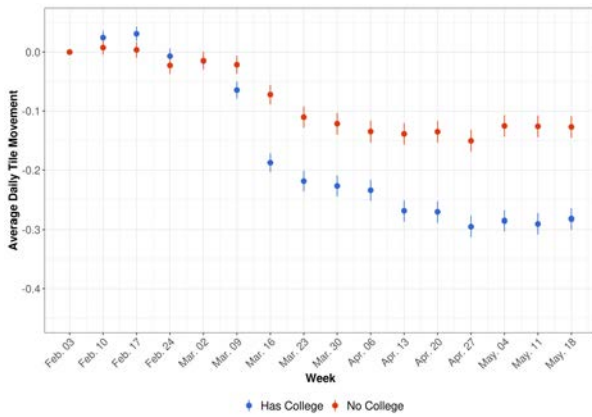 0.0
-0.1
-0.2
-0.3
-0.4
Average Daily Tile Movement
Feb. 03
Feb. 10
Feb. 17
Feb. 24
Mar. 02
Mar. 09
Mar. 16
Mar. 23
Mar. 30
Apr. 06
Apr. 13
Apr. 20
Apr. 27
May. 04
May. 11
May. 18
Week
Has College No College